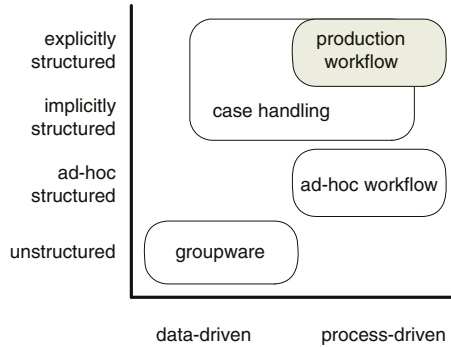 explicitly
structured
production
workflow
implicitly
structured
case handling
ad-hoc
structured
ad-hoc workflow
unstructured
groupware
data-driven
process-driven